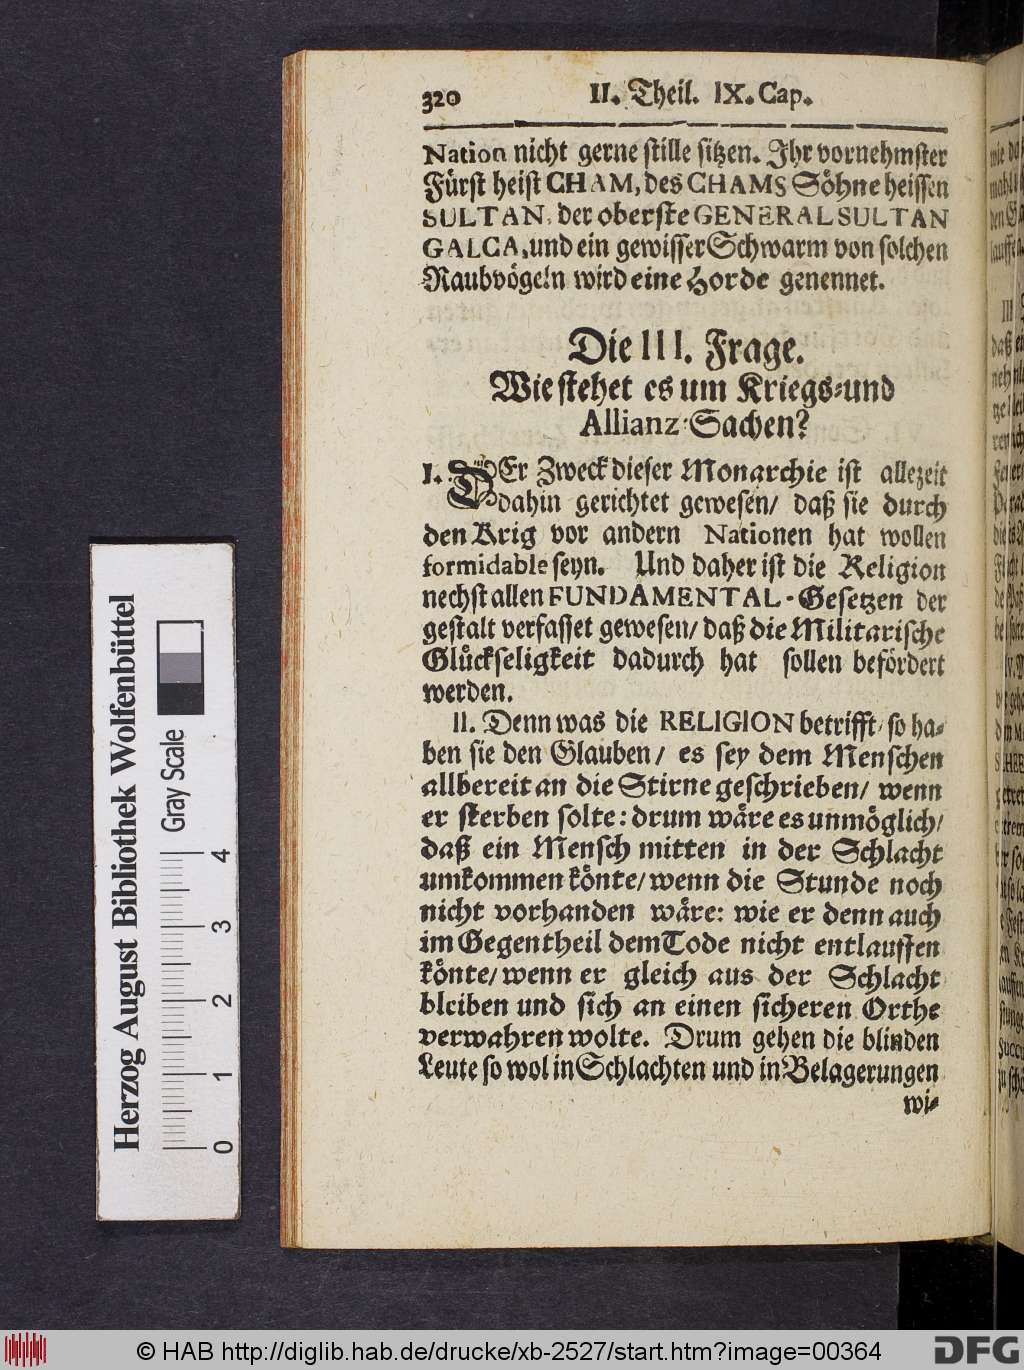 320 II. Theil. IX. Cap.
Nation nicht gerne stille sitzen. Ihr vornehmster
Fürst heist CHAM, des CHAMS Söhne heissen
SULTAN, der oberste GENERAL SULTAN
GALGA, und ein gewisser Schwarm von solchen
Raubvögeln wird eine Horde genennet.
Die III. Frage.
Wie stehet es um Kriegs-und
Allianz-Sachen?
I. DEr Zweck dieser Monarchie ist allezeit
dahin gerichtet gewesen/ daß sie durch
den Krig vor andern Nationen hat wollen
formidable seyn. Und daher ist die Religion
nechst allen FUNDAMENTAL-Gesetzen der
gestalt verfasset gewesen/ daß die Militarische
Glückseligkeit dadurch hat sollen befördert
werden.
II. Denn was die RELIGION betrifft/ so ha-
ben sie den Glauben/ es sey dem Menschen
allbereit an die Stirne geschrieben/ wenn
er sterben solte: drum wäre es unmöglich/
daß ein Mensch mitten in der Schlacht
umkommen könte/ wenn die Stunde noch
nicht vorhanden wäre: wie er denn auch
im Gegentheil dem Tode nicht entlauffen
könte/ wenn er gleich aus der Schlacht
bleiben und sich an einen sicheren Orthe
verwahren wolte. Drum gehen die blinden
Leute so wol in Schlachten und in Belagerungen
wi-
Herzog August Bibliothek Wolfenbüttel
Gray Scale
0 1 2 3 4
© HAB http://diglib.hab.de/drucke/xb-2527/start.htm?image=00364
DFG